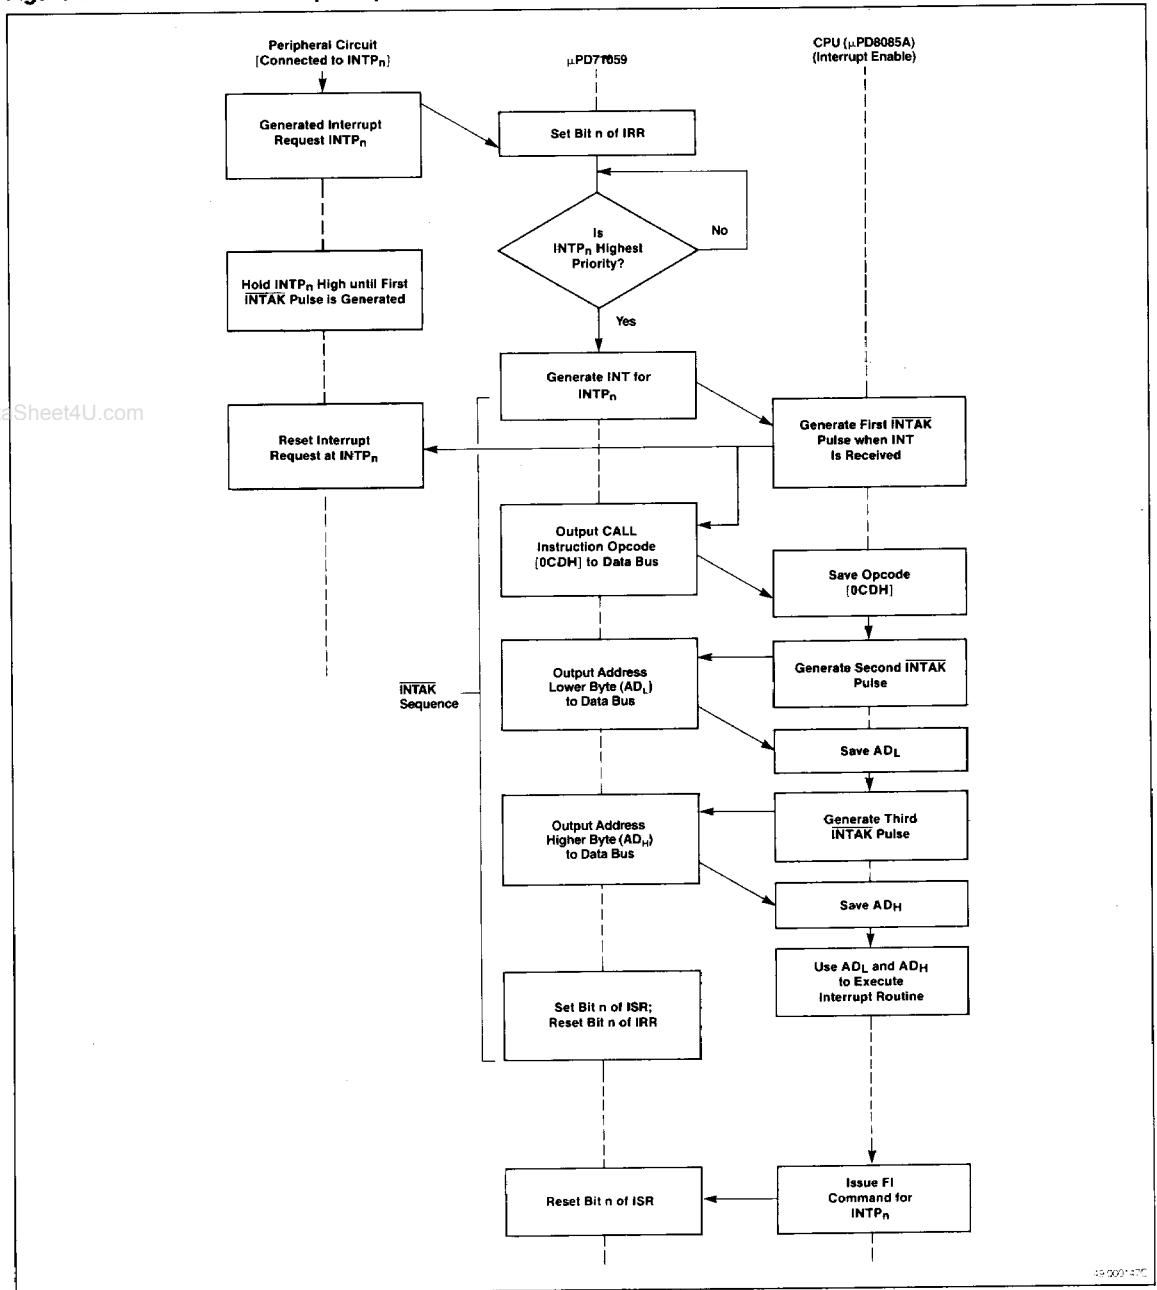 Peripheral Circuit
[Connected to INTPn]
µPD71059
CPU (µPD8085A)
(Interrupt Enable)
Generated Interrupt
Request INTPn
Set Bit n of IRR
Is
INTPn Highest
Priority?
No
Yes
Hold INTPn High until First
INTAK Pulse is Generated
Generate INT for
INTPn
aSheet4U.com
Reset Interrupt
Request at INTPn
Generate First INTAK
Pulse when INT
Is Received
Output CALL
Instruction Opcode
[0CDH] to Data Bus
Save Opcode
[0CDH]
INTAK
Sequence
Output Address
Lower Byte (ADL)
to Data Bus
Generate Second INTAK
Pulse
Save ADL
Output Address
Higher Byte (ADH)
to Data Bus
Generate Third
INTAK Pulse
Save ADH
Use ADL and ADH
to Execute
Interrupt Routine
Set Bit n of ISR;
Reset Bit n of IRR
Reset Bit n of ISR
Issue FI
Command for
INTPn